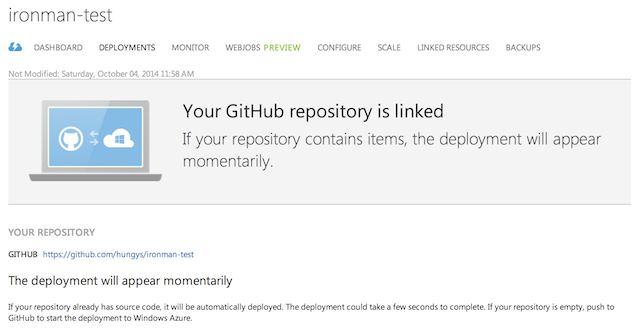 ironman-test
DASHBOARD DEPLOYMENTS MONITOR WEBJOBS PREVIEW CONFIGURE SCALE LINKED RESOURCES BACKUPS
Not Modified: Saturday, October 04, 2014 11:58 AM
Your GitHub repository is linked
If your repository contains items, the deployment will appear
momentarily.
YOUR REPOSITORY
GITHUB https://github.com/hungys/ironman-test
The deployment will appear momentarily
If your repository already has source code, it will be automatically deployed. The deployment could take a few seconds to complete. If your repository is empty, push to
GitHub to start the deployment to Windows Azure.